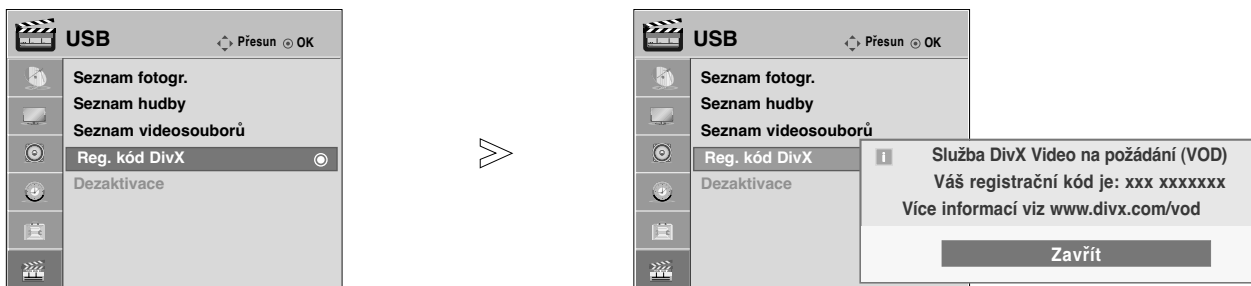 USB
Přesun OK
Seznam fotogr.
Seznam hudby
Seznam videosouborů
Reg. kód DivX
Dezaktivace
USB
Přesun OK
Seznam fotogr.
Seznam hudby
Seznam videosouborů
Reg. kód DivX
Dezaktivace
i
Služba DivX Video na požádání (VOD)
Váš registrační kód je: xxx xxxxxxx
Více informací viz www.divx.com/vod
Zavřít